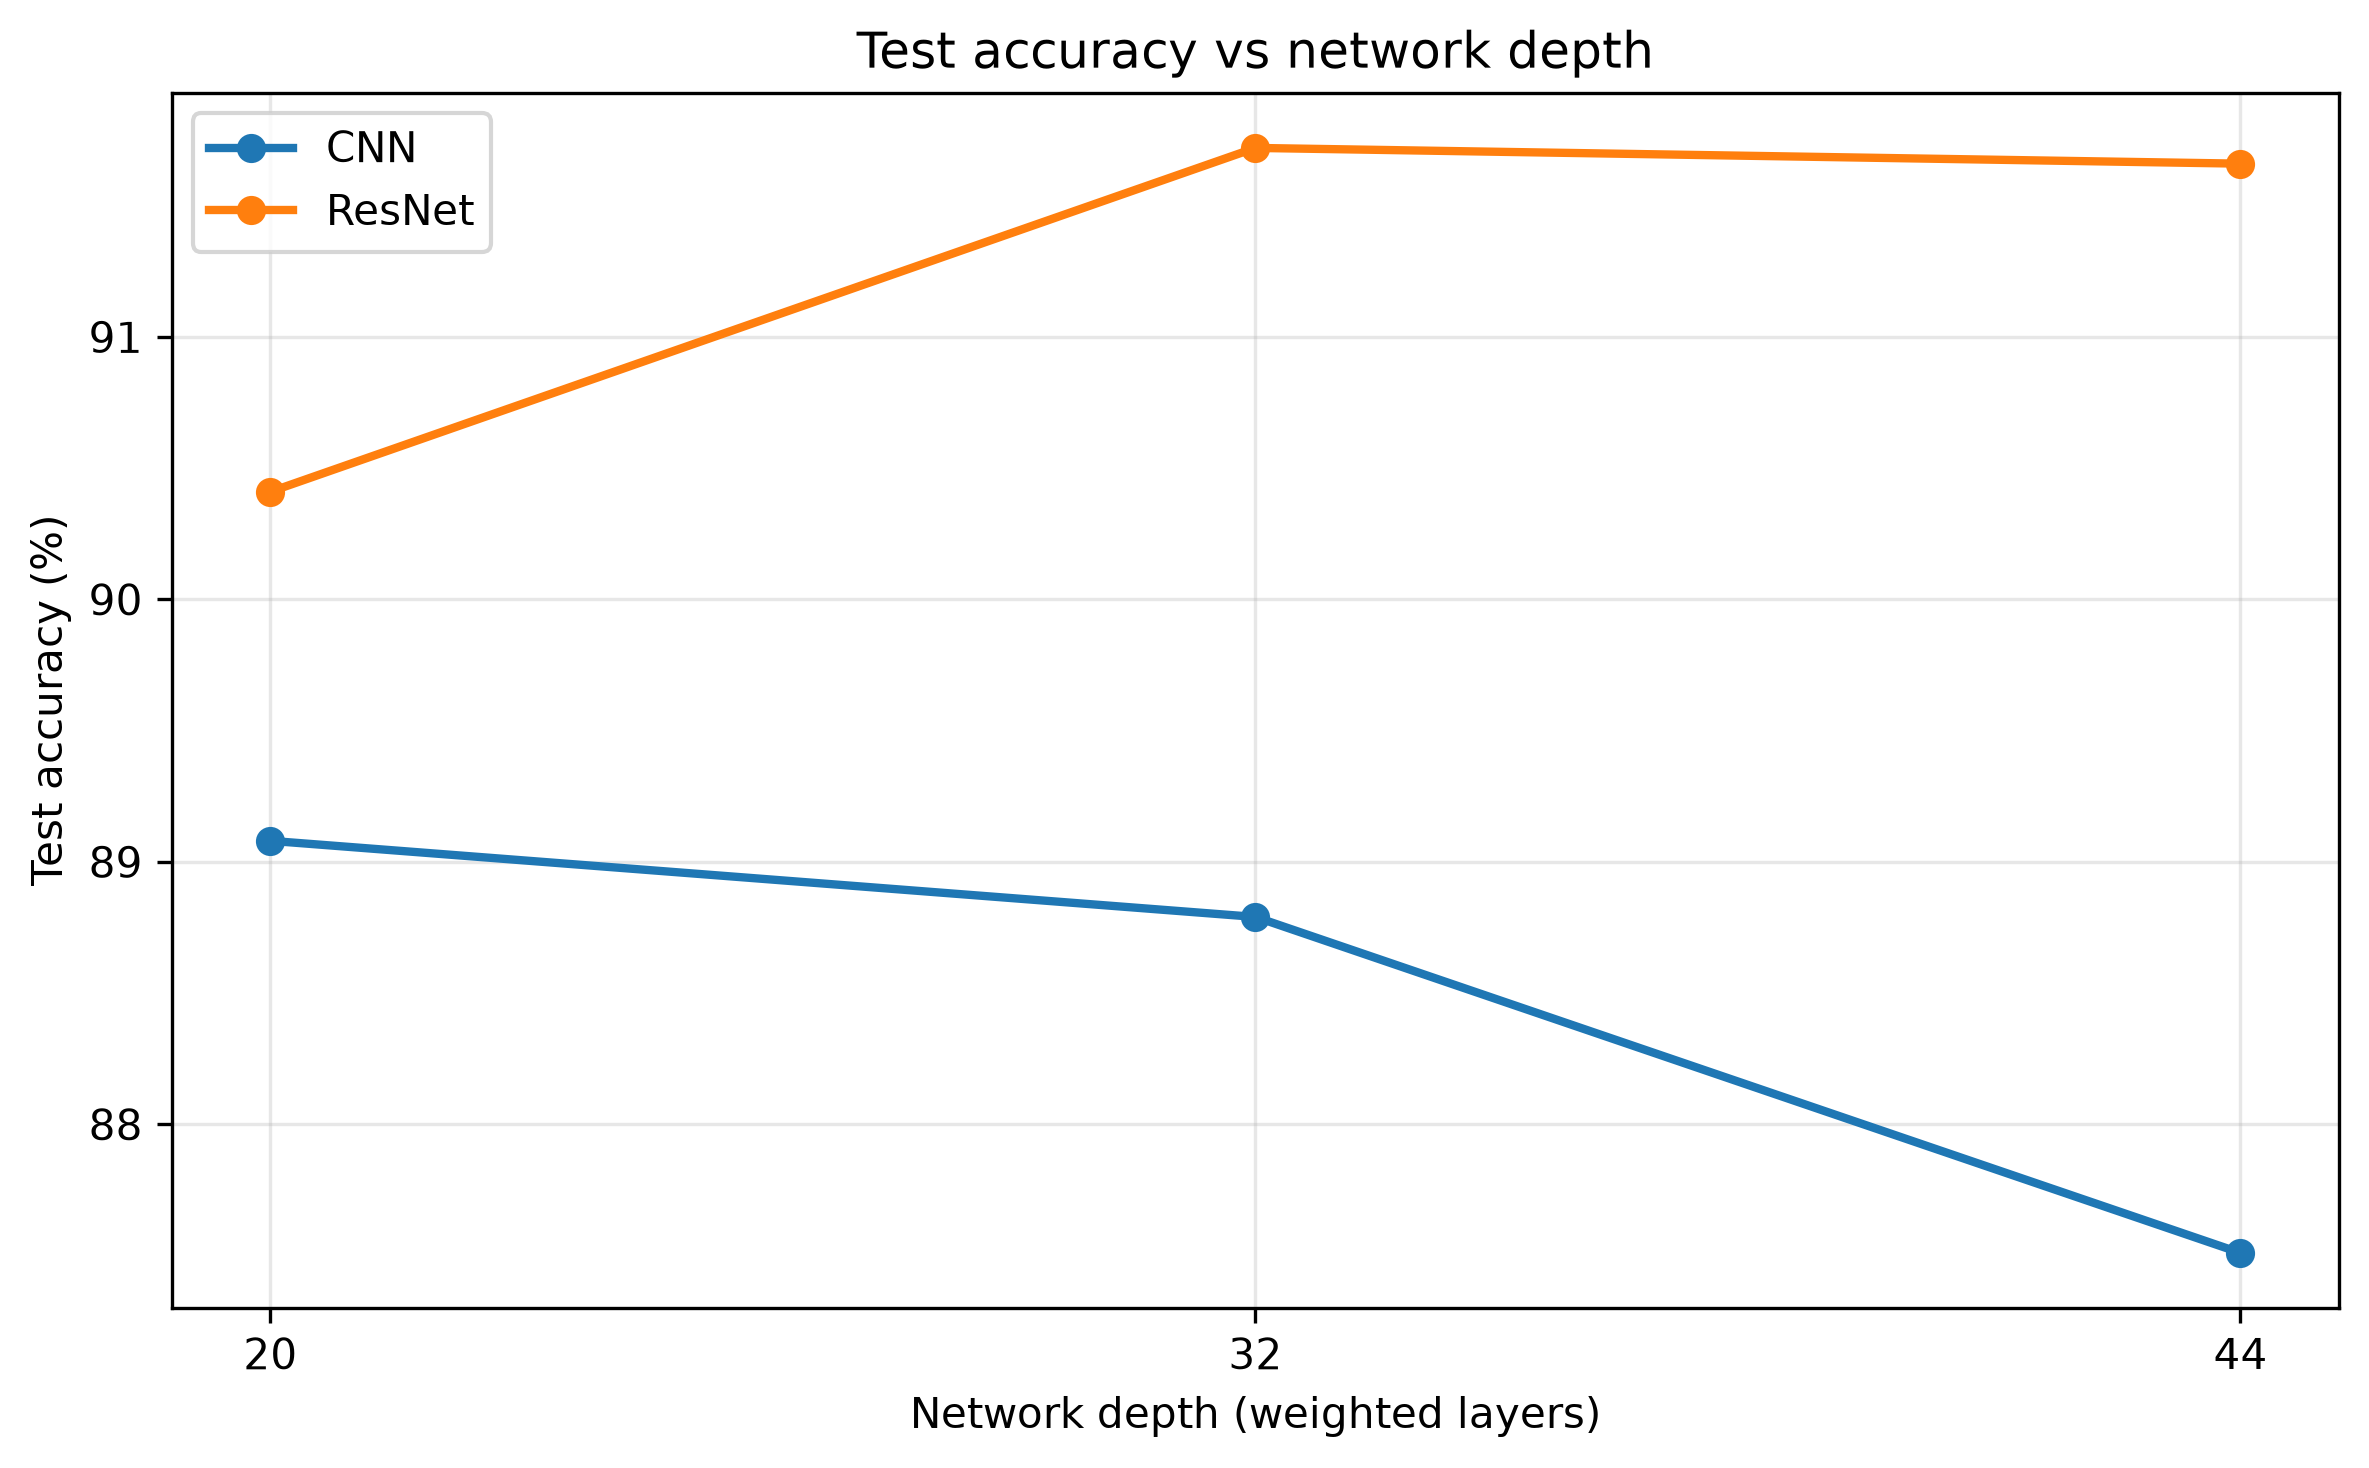 Test accuracy vs network depth
CNN
ResNet
91
90
89
88
Test accuracy (%)
20 32 44
Network depth (weighted layers)